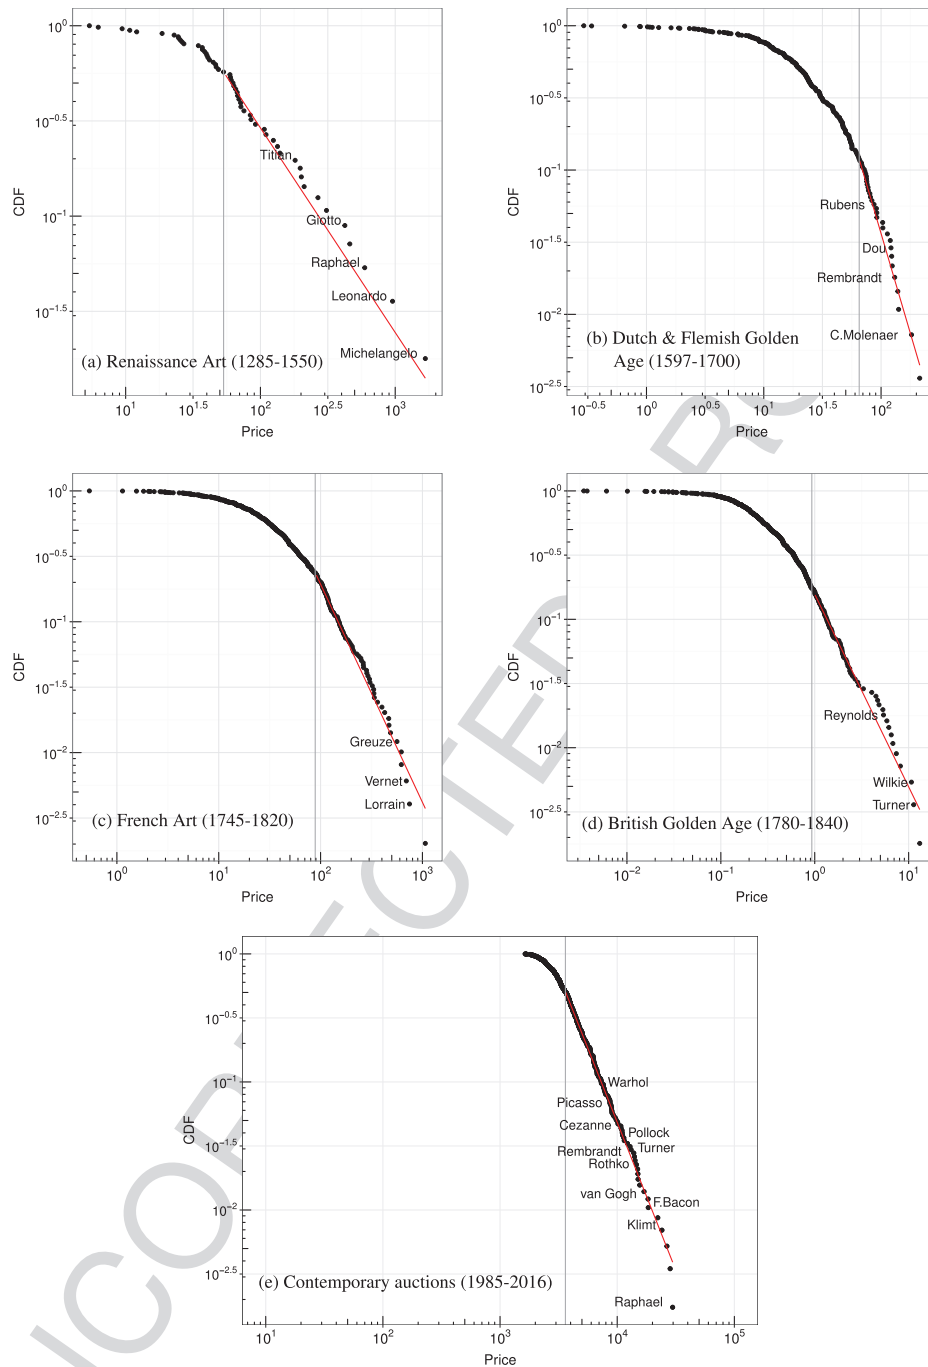 10^0
10^-0.5
10^-1
10^-1.5
CDF
Titian
Giotto
Raphael
Leonardo
Michelangelo
(a) Renaissance Art (1285-1550)
10^1 10^1.5 10^2 10^2.5 10^3
Price
10^0
10^-0.5
10^-1
10^-1.5
10^-2
10^-2.5
CDF
Rubens
Dou
Rembrandt
C.Molenaer
(b) Dutch & Flemish Golden
Age (1597-1700)
10^-0.5 10^0 10^1 10^1.5 10^2
Price
10^0
10^-0.5
10^-1
10^-1.5
10^-2
10^-2.5
CDF
Greuze
Vernet
Lorrain
(c) French Art (1745-1820)
10^0 10^1 10^2 10^3
Price
10^0
10^-0.5
10^-1
10^-1.5
10^-2
10^-2.5
CDF
Reynolds
Wilkie
Turner
(d) British Golden Age (1780-1840)
10^-2 10^-1 10^0 10^1
Price
10^0
10^-0.5
10^-1
10^-1.5
10^-2
10^-2.5
CDF
Warhol
Picasso
Cezanne
Pollock
Turner
Rembrandt
Rothko
van Gogh
F.Bacon
Klimt
Raphael
(e) Contemporary auctions (1985-2016)
10^1 10^2 10^3 10^4 10^5
Price